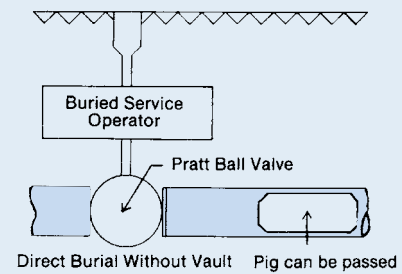 Buried Service
Operator
Pratt Ball Valve
Direct Burial Without Vault
Pig can be passed